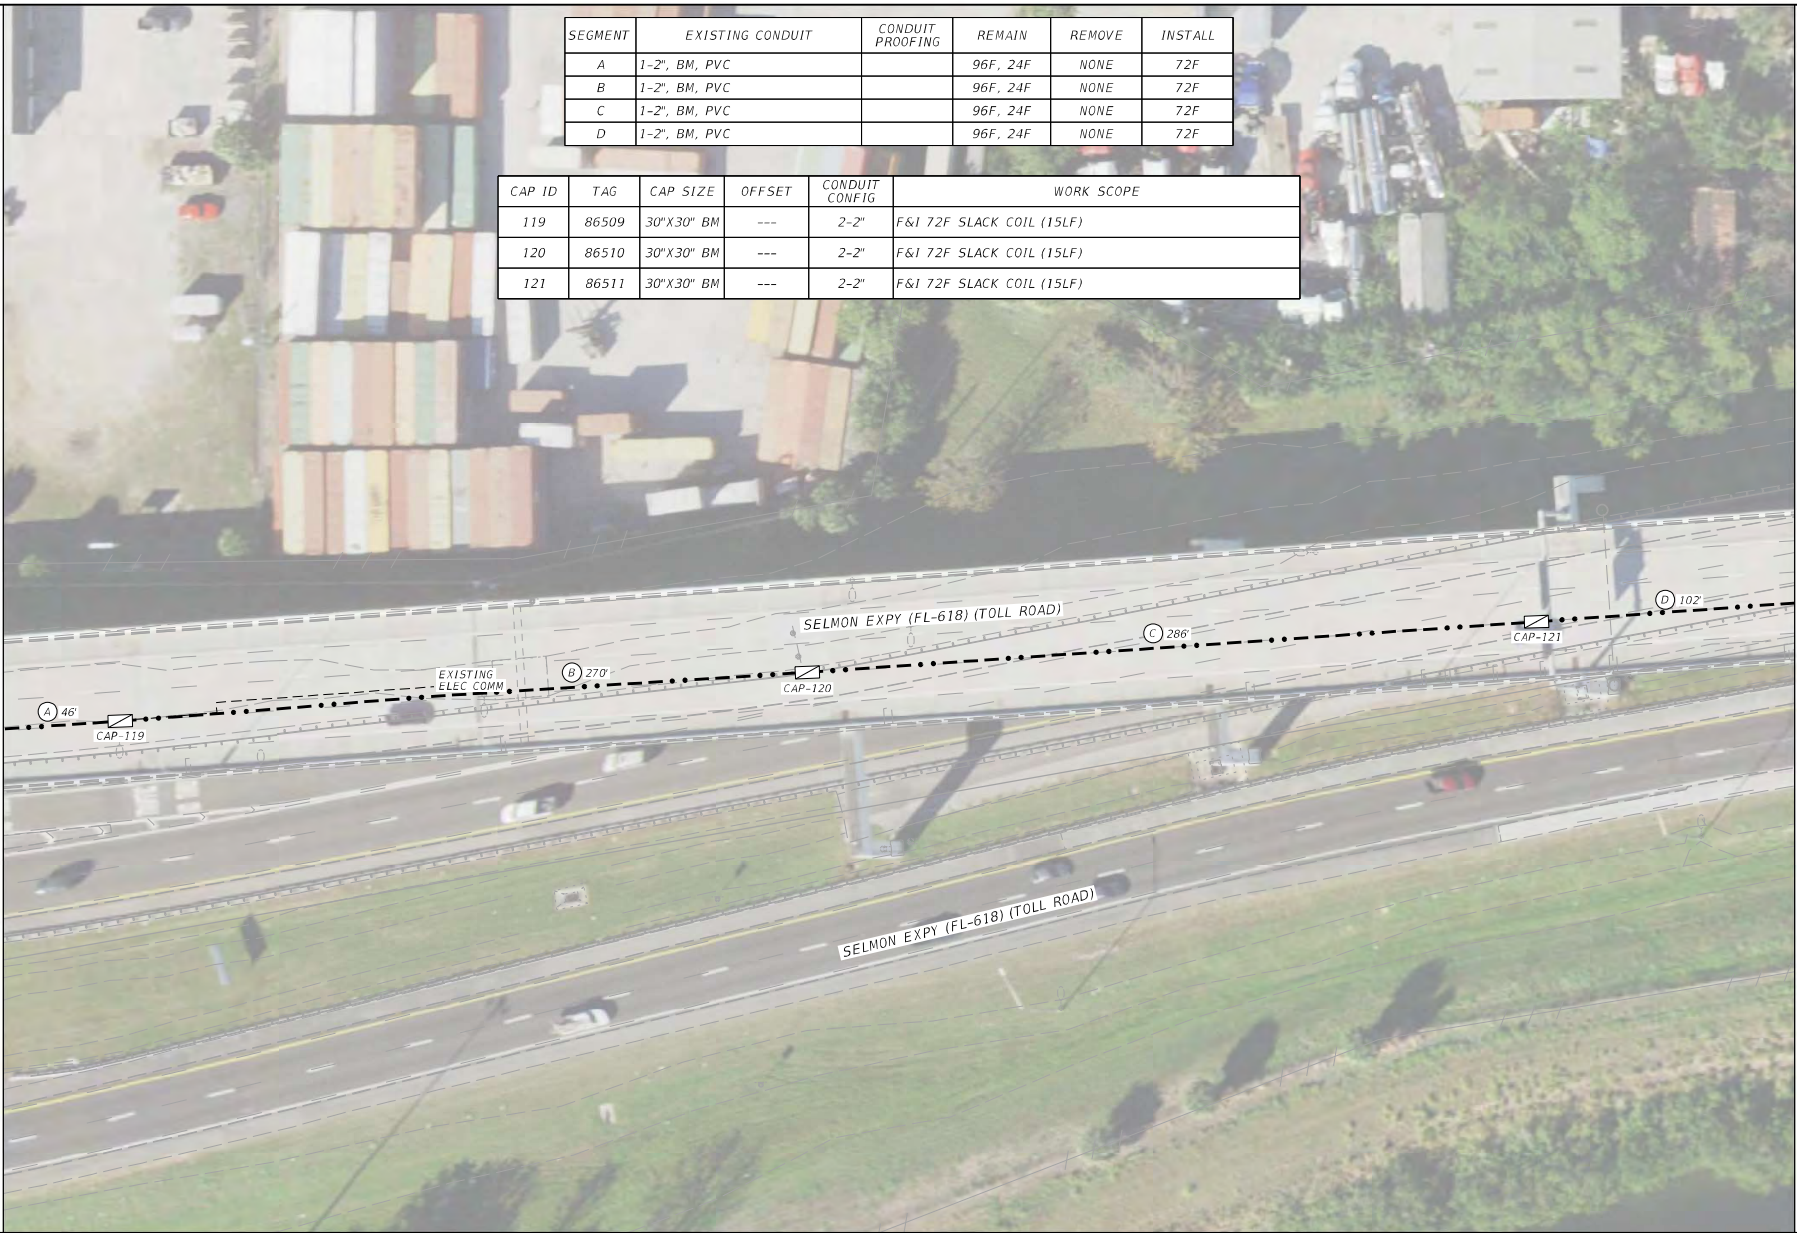 SEGMENT EXISTING CONDUIT CONDUIT PROOFING REMAIN REMOVE INSTALL
A 1-2", BM, PVC 96F, 24F NONE 72F
B 1-2", BM, PVC 96F, 24F NONE 72F
C 1-2", BM, PVC 96F, 24F NONE 72F
D 1-2", BM, PVC 96F, 24F NONE 72F
CAP ID TAG CAP SIZE OFFSET CONDUIT CONFIG WORK SCOPE
119 86509 30"X30" BM --- 2-2" F&I 72F SLACK COIL (15LF)
120 86510 30"X30" BM --- 2-2" F&I 72F SLACK COIL (15LF)
121 86511 30"X30" BM --- 2-2" F&I 72F SLACK COIL (15LF)
SELMON EXPY (FL-618) (TOLL ROAD)
D 102'
C 286'
CAP-121
B 270'
EXISTING
ELEC COMM
CAP-120
A 46'
CAP-119
SELMON EXPY (FL-618) (TOLL ROAD)